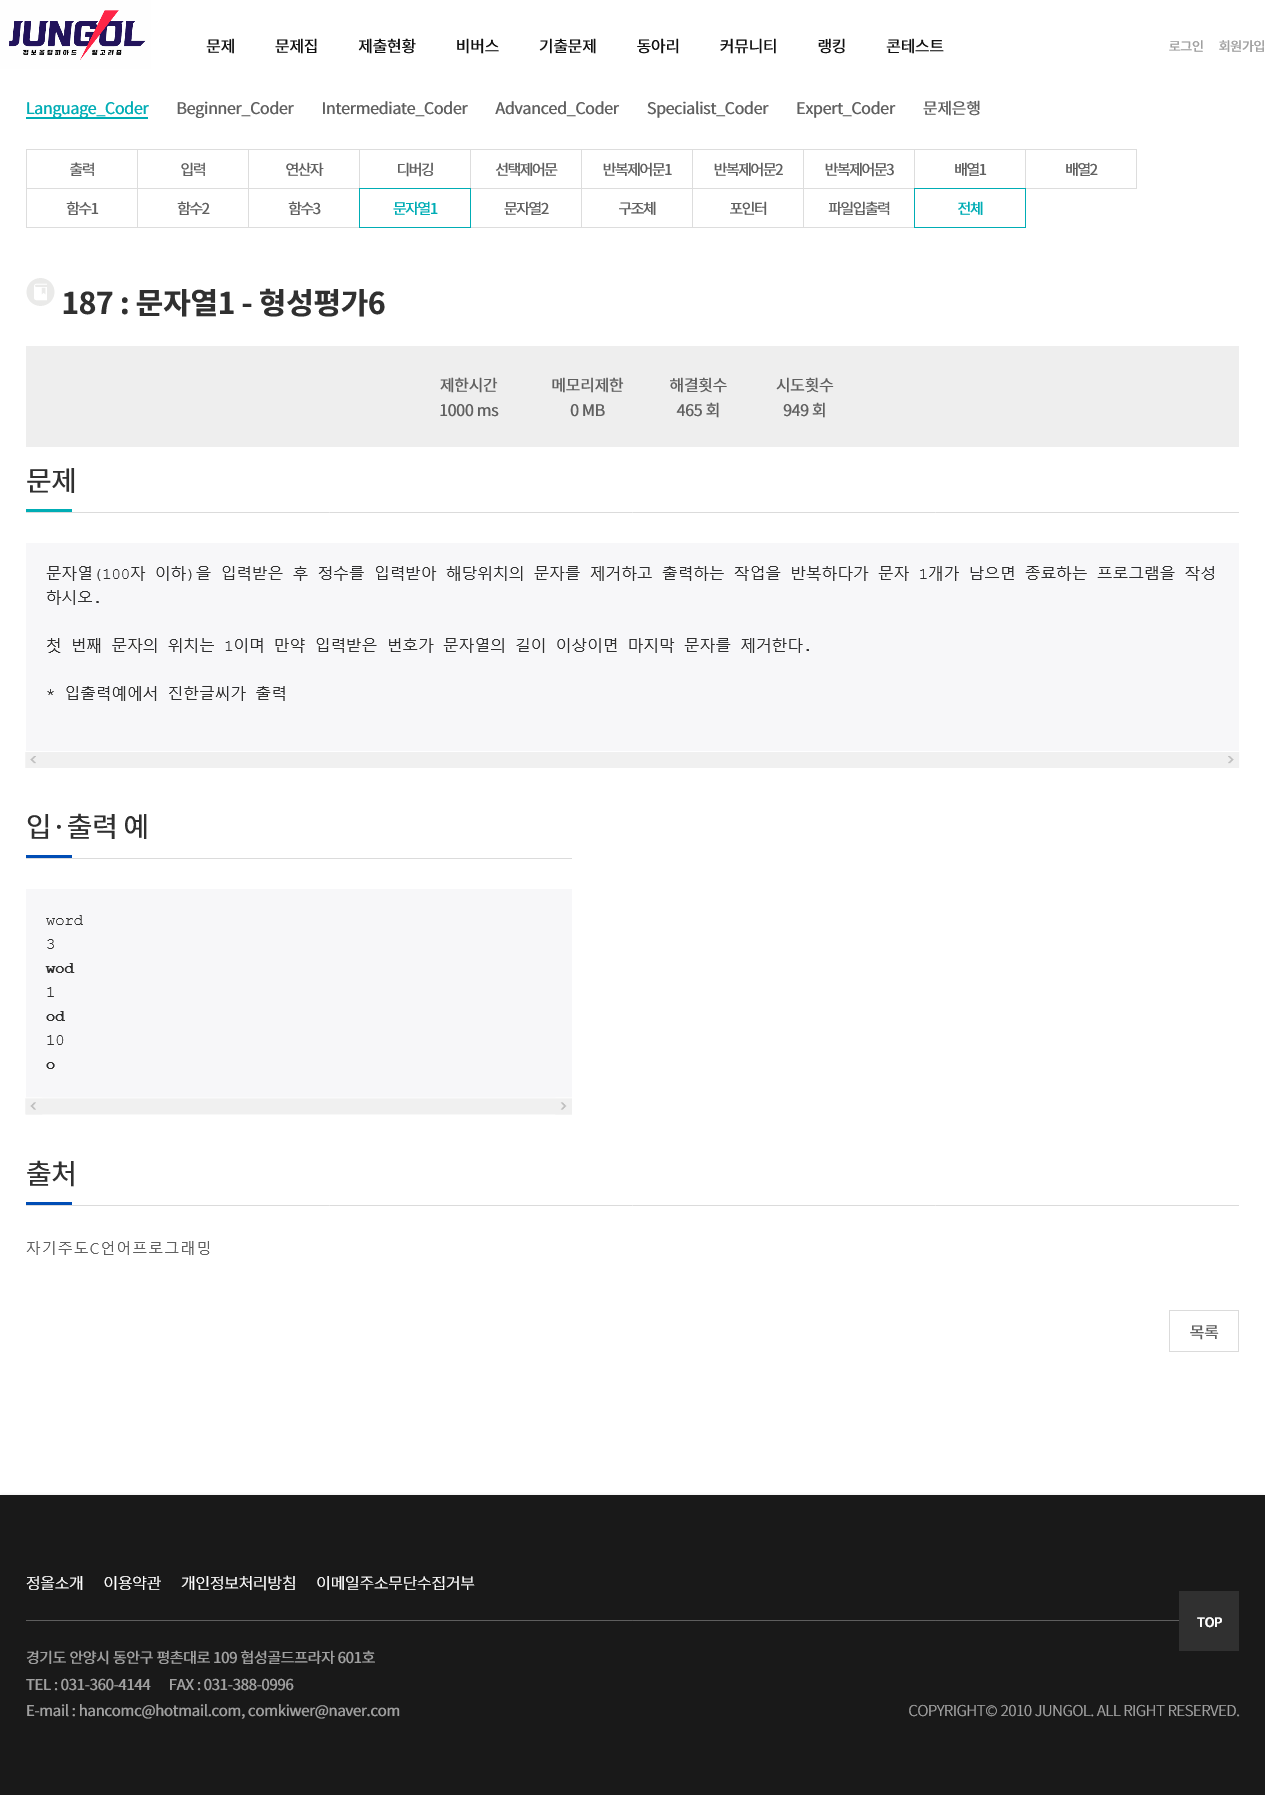 JUNGOL
정보올림피아드 알고리즘
문제 문제집 제출현황 비버스 기출문제 동아리 커뮤니티 랭킹 콘테스트 로그인 회원가입
Language_Coder Beginner_Coder Intermediate_Coder Advanced_Coder Specialist_Coder Expert_Coder 문제은행
출력 입력 연산자 디버깅 선택제어문 반복제어문1 반복제어문2 반복제어문3 배열1 배열2
함수1 함수2 함수3 문자열1 문자열2 구조체 포인터 파일입출력 전체
187 : 문자열1 - 형성평가6
제한시간 메모리제한 해결횟수 시도횟수
1000 ms 0 MB 465 회 949 회
문제
문자열(100자 이하)을 입력받은 후 정수를 입력받아 해당위치의 문자를 제거하고 출력하는 작업을 반복하다가 문자 1개가 남으면 종료하는 프로그램을 작성
하시오.
첫 번째 문자의 위치는 1이며 만약 입력받은 번호가 문자열의 길이 이상이면 마지막 문자를 제거한다.
* 입출력예에서 진한글씨가 출력
입·출력 예
word
3
wod
1
od
10
o
출처
자기주도C언어프로그래밍
목록
정올소개 이용약관 개인정보처리방침 이메일주소무단수집거부
TOP
경기도 안양시 동안구 평촌대로 109 협성골드프라자 601호
TEL : 031-360-4144 FAX : 031-388-0996
E-mail : hancomc@hotmail.com, comkiwer@naver.com COPYRIGHT© 2010 JUNGOL. ALL RIGHT RESERVED.